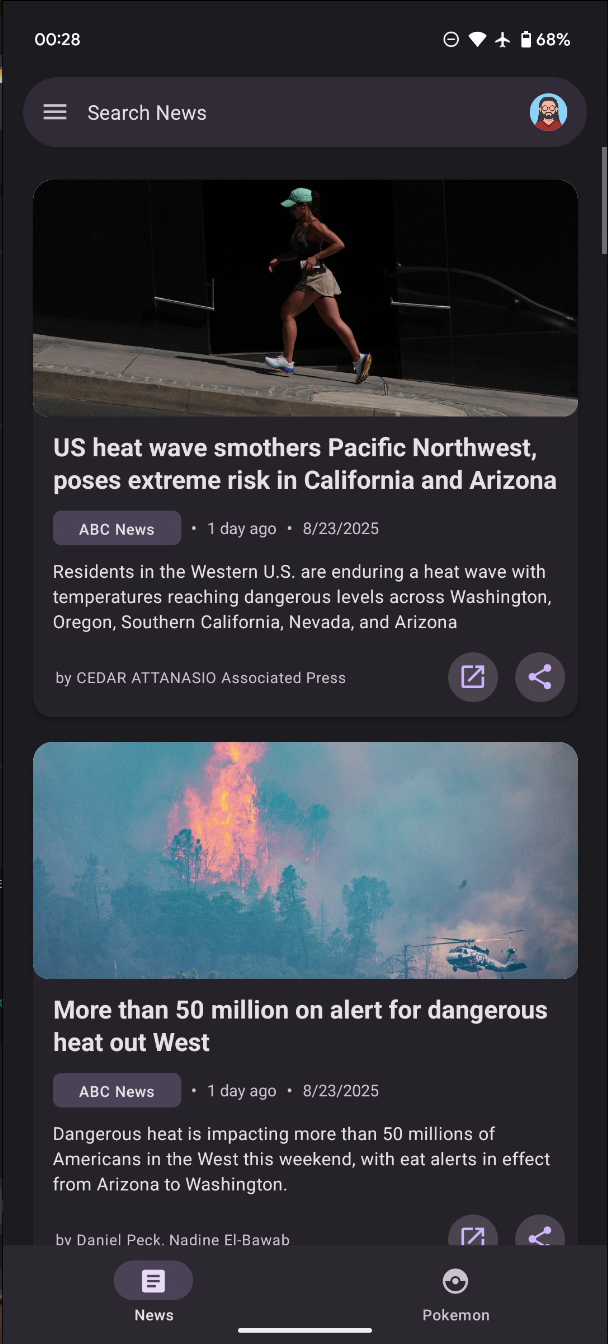 00:28
68%
Search News
US heat wave smothers Pacific Northwest,
poses extreme risk in California and Arizona
ABC News • 1 day ago • 8/23/2025
Residents in the Western U.S. are enduring a heat wave with
temperatures reaching dangerous levels across Washington,
Oregon, Southern California, Nevada, and Arizona
by CEDAR ATTANASIO Associated Press
More than 50 million on alert for dangerous
heat out West
ABC News • 1 day ago • 8/23/2025
Dangerous heat is impacting more than 50 millions of
Americans in the West this weekend, with eat alerts in effect
from Arizona to Washington.
by Daniel Peck, Nadine El-Bawab
News
Pokemon